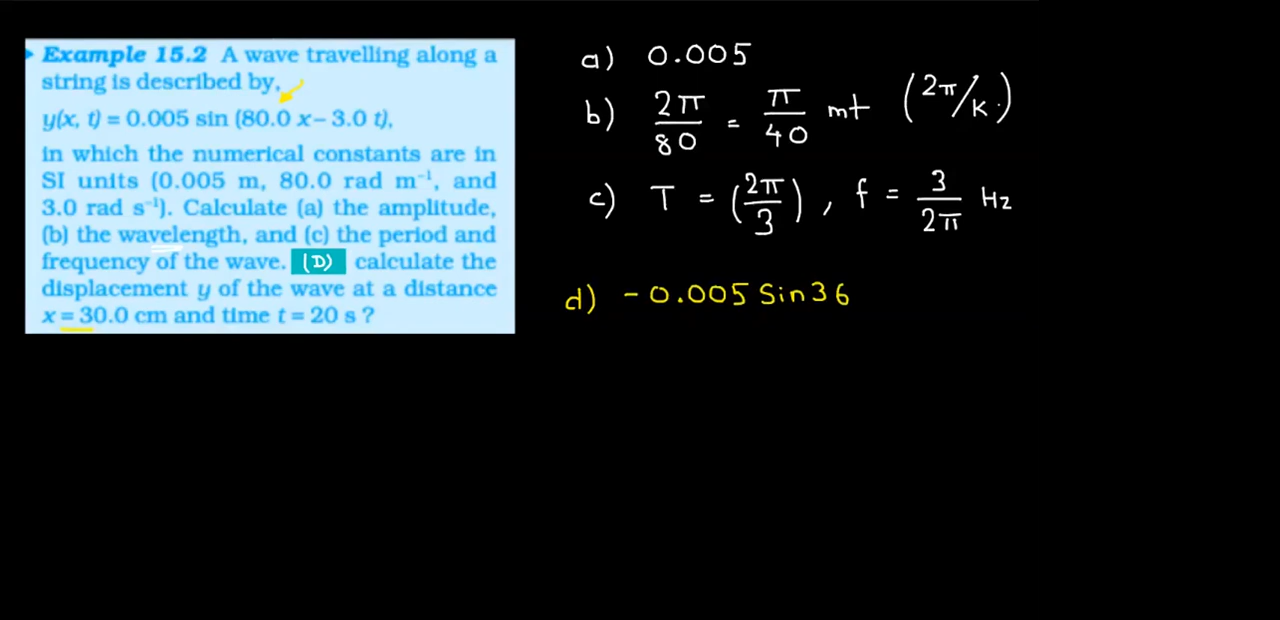 Example 15.2 A wave travelling along a
string is described by,
y(x, t) = 0.005 sin (80.0 x– 3.0 t),
in which the numerical constants are in
SI units (0.005 m, 80.0 rad m⁻¹, and
3.0 rad s⁻¹). Calculate (a) the amplitude,
(b) the wavelength, and (c) the period and
frequency of the wave. (D) calculate the
displacement y of the wave at a distance
x = 30.0 cm and time t = 20 s ?
a) 0.005
b) 2π/80 = π/40 mt (2π/k.)
c) T = (2π/3), f = 3/2π Hz
d) - 0.005 Sin36